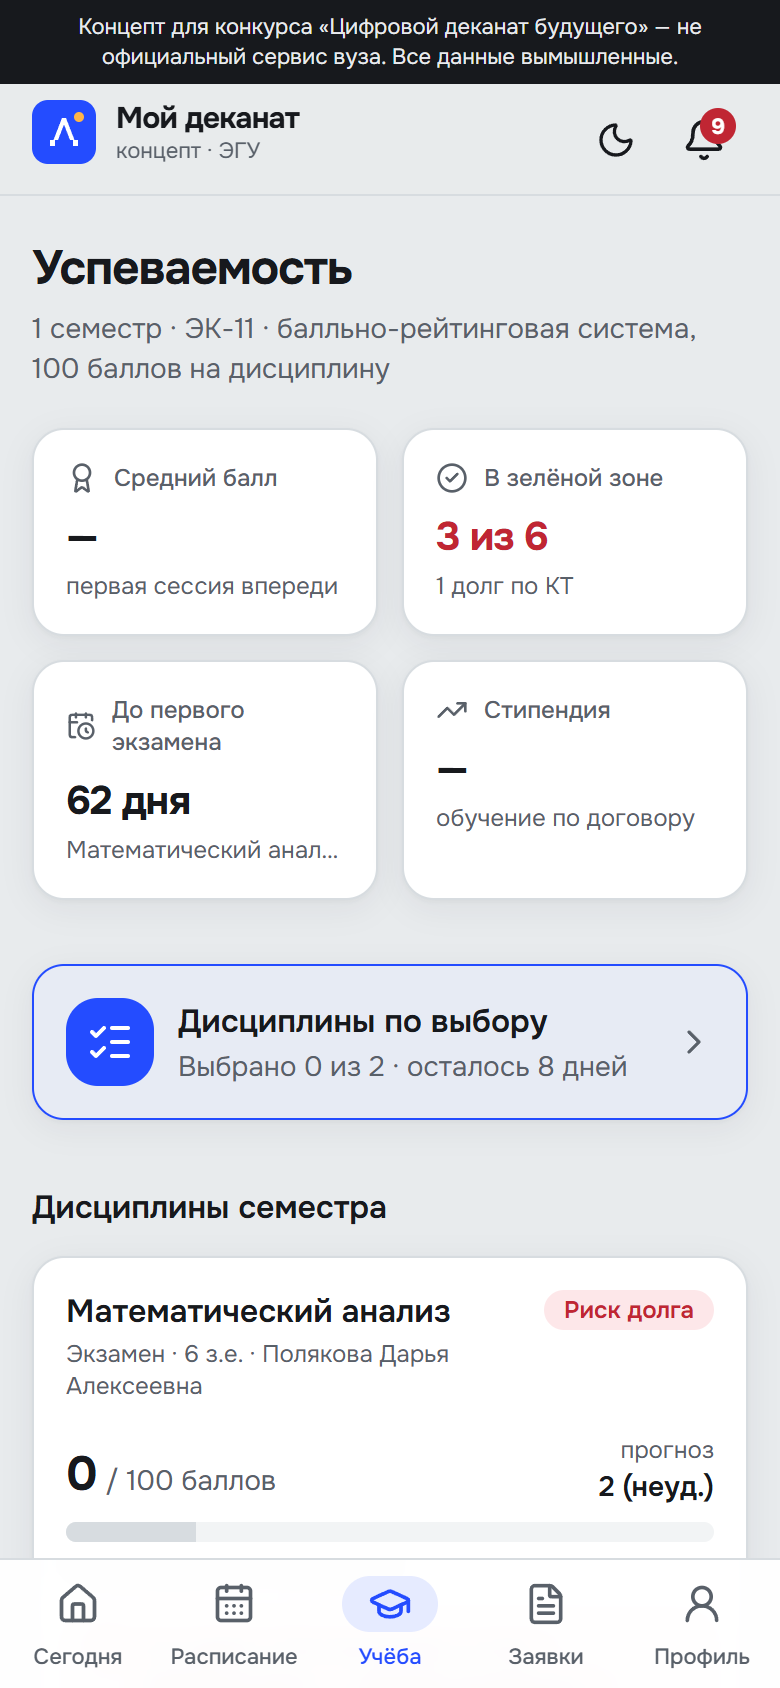 Концепт для конкурса «Цифровой деканат будущего» — не
официальный сервис вуза. Все данные вымышленные.
Мой деканат
концепт · ЭГУ
9
Успеваемость
1 семестр · ЭК-11 · балльно-рейтинговая система,
100 баллов на дисциплину
Средний балл
—
первая сессия впереди
В зелёной зоне
3 из 6
1 долг по КТ
До первого
экзамена
62 дня
Математический анал...
Стипендия
—
обучение по договору
Дисциплины по выбору
Выбрано 0 из 2 · осталось 8 дней
Дисциплины семестра
Математический анализ
Риск долга
Экзамен · 6 з.е. · Полякова Дарья
Алексеевна
0 / 100 баллов
прогноз
2 (неуд.)
Сегодня
Расписание
Учёба
Заявки
Профиль